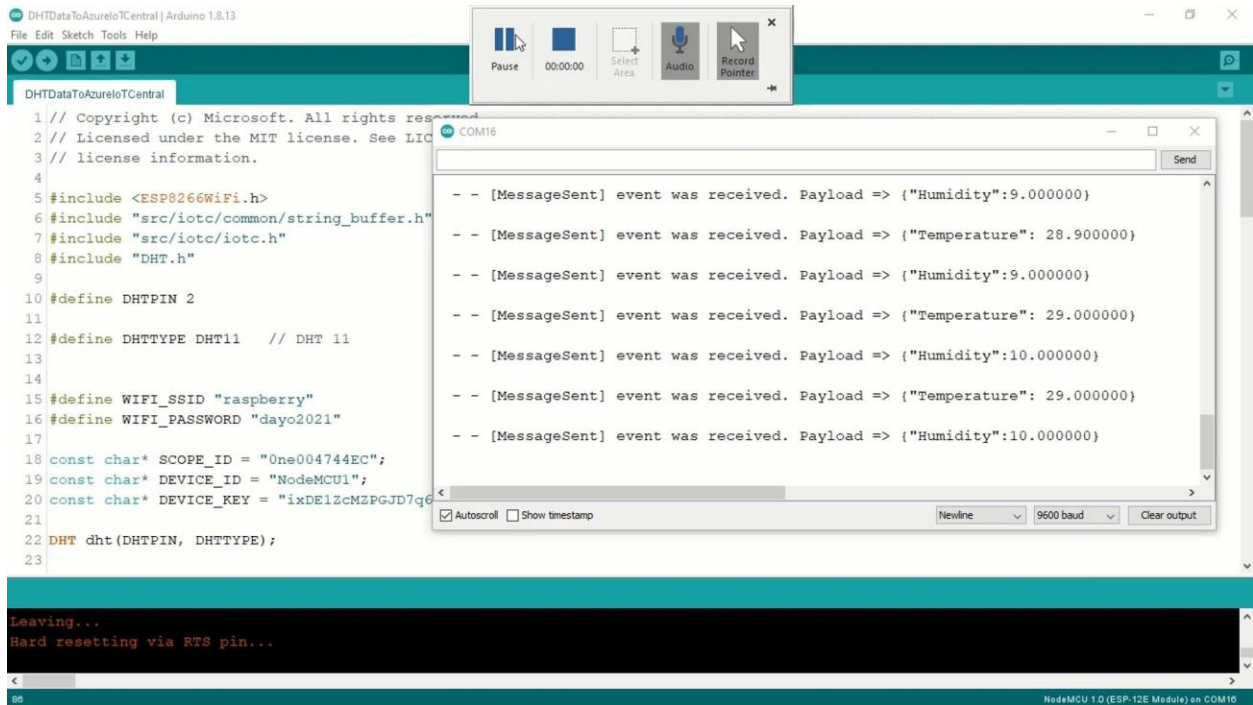 DHTDataToAzureIoTCentral | Arduino 1.8.13
File Edit Sketch Tools Help
Pause
00:00:00
Select Area
Audio
Record Pointer
DHTDataToAzureIoTCentral
1 // Copyright (c) Microsoft. All rights reserved
2 // Licensed under the MIT license. See LIC
3 // license information.
4
5 #include <ESP8266WiFi.h>
6 #include "src/iotc/common/string_buffer.h"
7 #include "src/iotc/iotc.h"
8 #include "DHT.h"
9
10 #define DHTPIN 2
11
12 #define DHTTYPE DHT11 // DHT 11
13
14
15 #define WIFI_SSID "raspberry"
16 #define WIFI_PASSWORD "dayo2021"
17
18 const char* SCOPE_ID = "0ne004744EC";
19 const char* DEVICE_ID = "NodeMCU1";
20 const char* DEVICE_KEY = "ixDE1ZcMZPGJD7q6
21
22 DHT dht(DHTPIN, DHTTYPE);
23
COM16
Send
- - [MessageSent] event was received. Payload => {"Humidity":9.000000}
- - [MessageSent] event was received. Payload => {"Temperature": 28.900000}
- - [MessageSent] event was received. Payload => {"Humidity":9.000000}
- - [MessageSent] event was received. Payload => {"Temperature": 29.000000}
- - [MessageSent] event was received. Payload => {"Humidity":10.000000}
- - [MessageSent] event was received. Payload => {"Temperature": 29.000000}
- - [MessageSent] event was received. Payload => {"Humidity":10.000000}
Autoscroll Show timestamp
Newline
9600 baud
Clear output
Leaving...
Hard resetting via RTS pin...
86
NodeMCU 1.0 (ESP-12E Module) on COM16